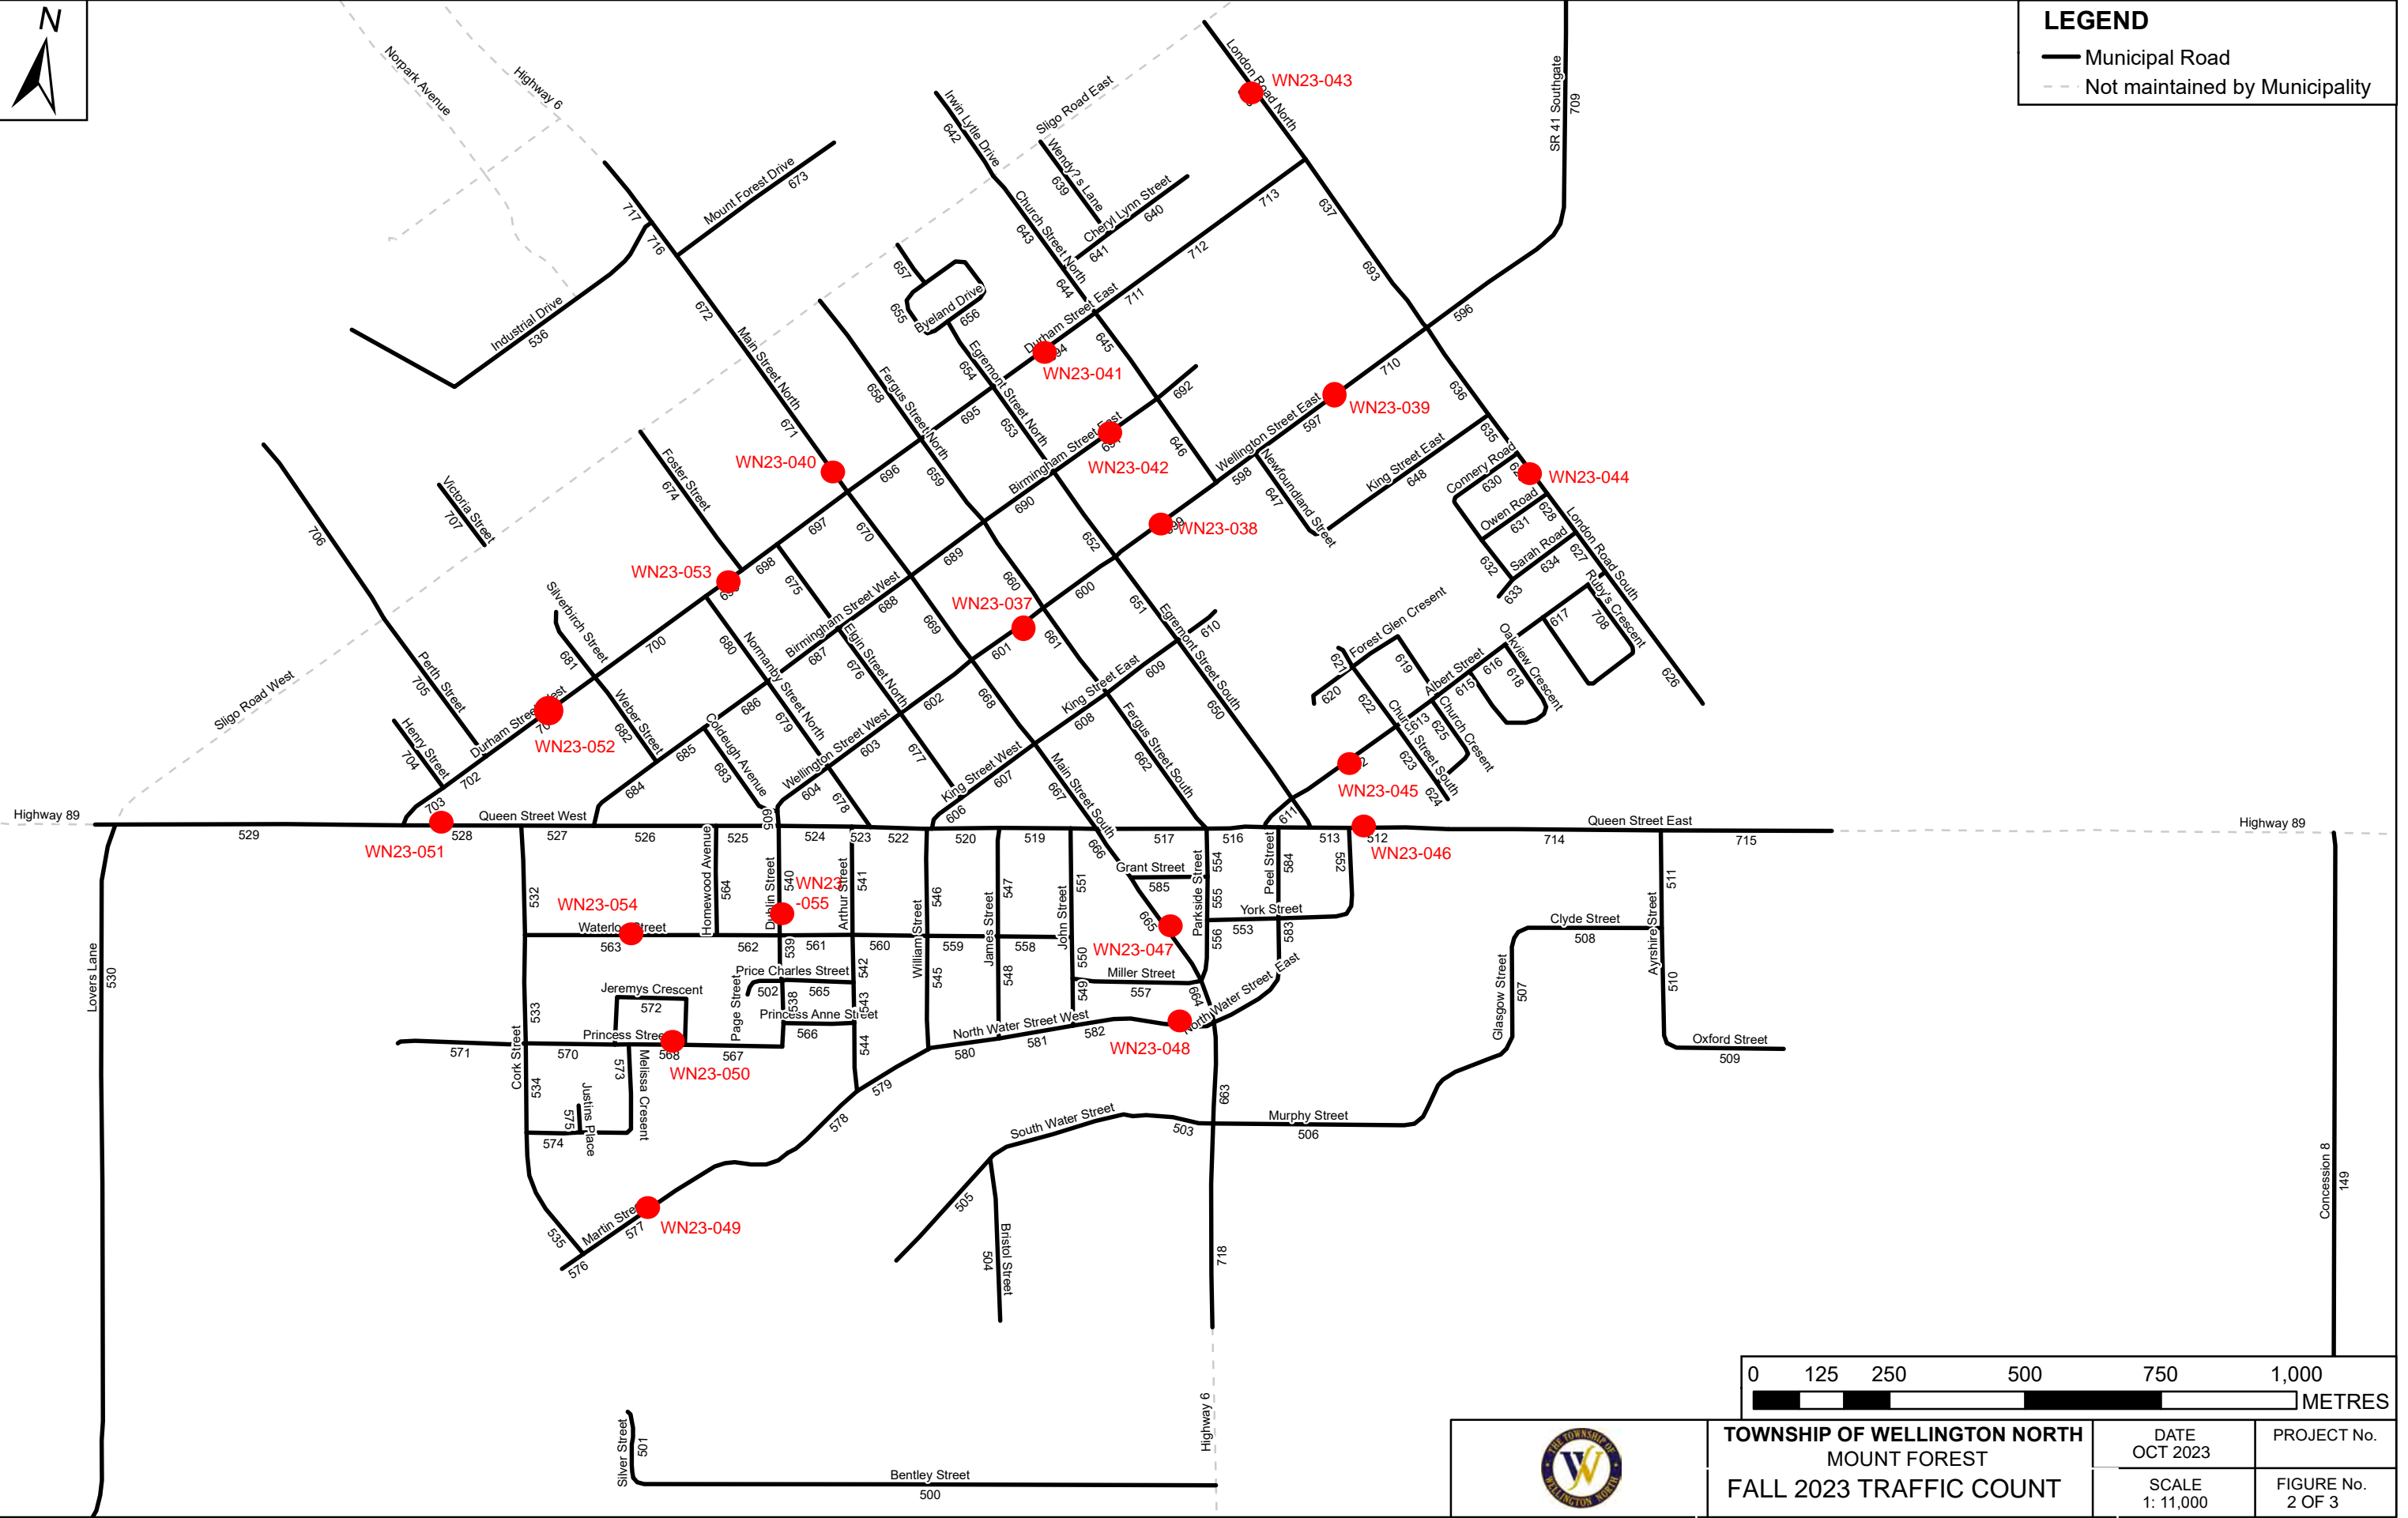 N
LEGEND
Municipal Road
Not maintained by Municipality
Norpark Avenue
Highway 6
London Road North
WN23-043
SR 41 Southgate
709
Sligo Road East
Irwin Lytle Drive
642
Wendy?s Lane
639
Cheryl Lynn Street
640
641
Church Street North
643
644
637
713
712
711
693
Mount Forest Drive
673
717
716
Industrial Drive
536
672
Main Street North
671
657
655
Byeland Drive
656
654
Egremont Street North
653
Durham Street East
WN23-041
645
658
Fergus Street North
659
695
696
692
Birmingham Street East
WN23-042
690
646
596
710
WN23-039
597
Wellington Street East
598
636
635
King Street East
648
647
Newfoundland Street
Connery Road
630
WN23-044
Owen Road
631
628
Sarah Road
634
627
632
633
London Road South
626
Ruby's Crescent
708
617
WN23-040
Foster Street
674
697
670
698
WN23-053
675
689
Birmingham Street West
688
687
652
WN23-038
660
600
WN23-037
661
651
601
669
706
Victoria Street
707
Silverbirch Street
681
700
680
Normanby Street North
679
Elgin Street North
676
Perth Street
705
Sligo Road West
Henry Street
704
Durham Street West
WN23-052
702
703
Weber Street
682
686
685
684
Coldeugh Avenue
683
Wellington Street West
602
603
604
678
677
668
King Street East
608
609
610
Egremont Street South
650
Fergus Street South
662
King Street West
607
606
Main Street South
667
666
605
Forest Glen Cresent
621
620
619
622
Albert Street
616
615
618
Oakview Crescent
613
625
Church Crescent
Church Street South
623
624
WN23-045
611
Highway 89
Queen Street West
529
528
527
526
525
524
523
522
520
519
517
516
513
512
Queen Street East
714
715
Highway 89
WN23-051
WN23-046
532
Homewood Avenue
564
Dublin Street
540
WN23
-055
Arthur Street
541
William Street
546
James Street
547
John Street
551
Grant Street
585
Parkside Street
554
555
Peel Street
584
552
York Street
553
556
583
WN23-054
Waterloo Street
563
562
561
560
559
558
665
WN23-047
539
Price Charles Street
502
565
542
538
543
Princess Anne Street
566
544
545
548
550
549
Miller Street
557
664
North Water Street East
Lovers Lane
530
533
Jeremys Crescent
572
Page Street
Princess Street
571
570
568
567
WN23-050
Cork Street
534
573
Melissa Cresent
Justins Place
575
574
North Water Street West
580
581
582
WN23-048
579
578
663
Martin Street
577
WN23-049
535
576
South Water Street
503
505
504
Bristol Street
Murphy Street
506
718
Clyde Street
508
Glasgow Street
507
Ayrshire Street
511
510
Oxford Street
509
Concession 8
149
Silver Street
501
Bentley Street
500
Highway 6
0 125 250 500 750 1,000
METRES
THE TOWNSHIP OF
WELLINGTON NORTH
TOWNSHIP OF WELLINGTON NORTH
MOUNT FOREST
FALL 2023 TRAFFIC COUNT
DATE
OCT 2023
PROJECT No.
SCALE
1: 11,000
FIGURE No.
2 OF 3